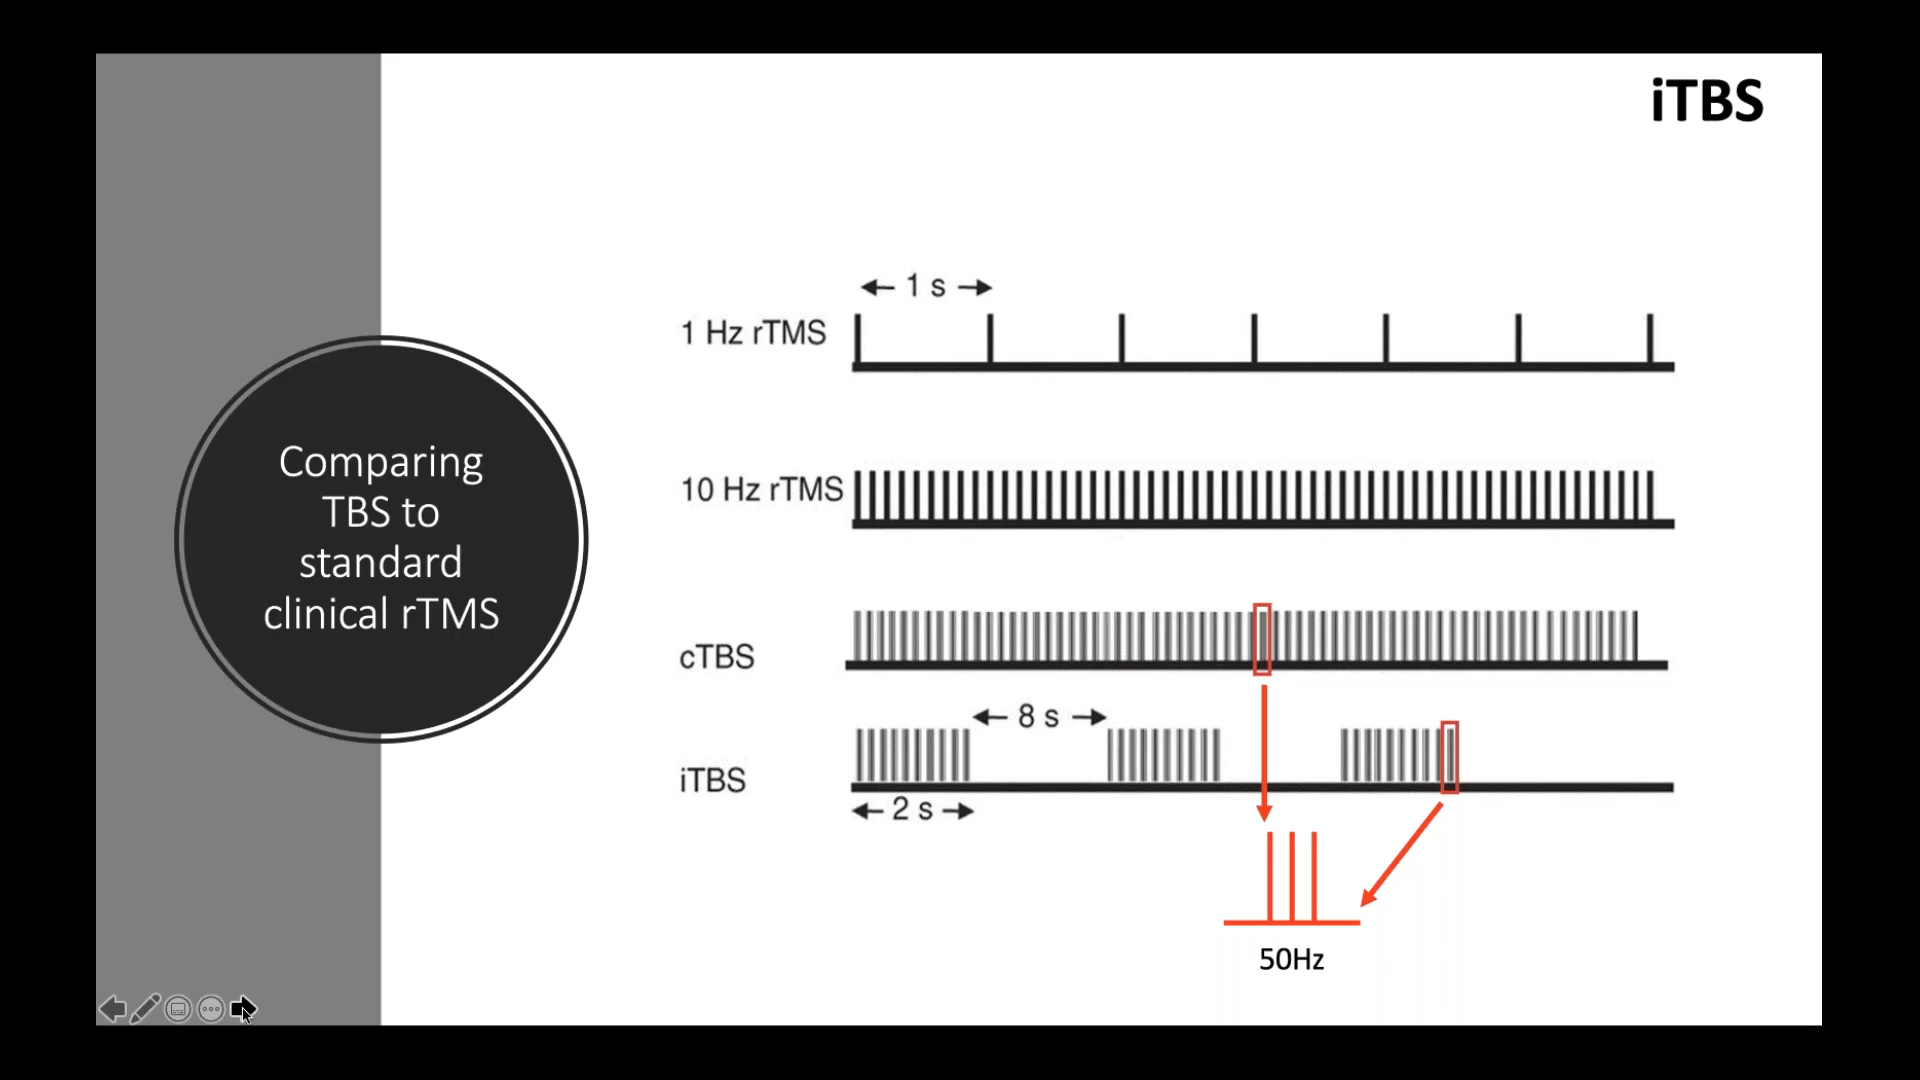 iTBS
Comparing
TBS to
standard
clinical rTMS
1 s
1 Hz rTMS
10 Hz rTMS
cTBS
8 s
iTBS
2 s
50Hz